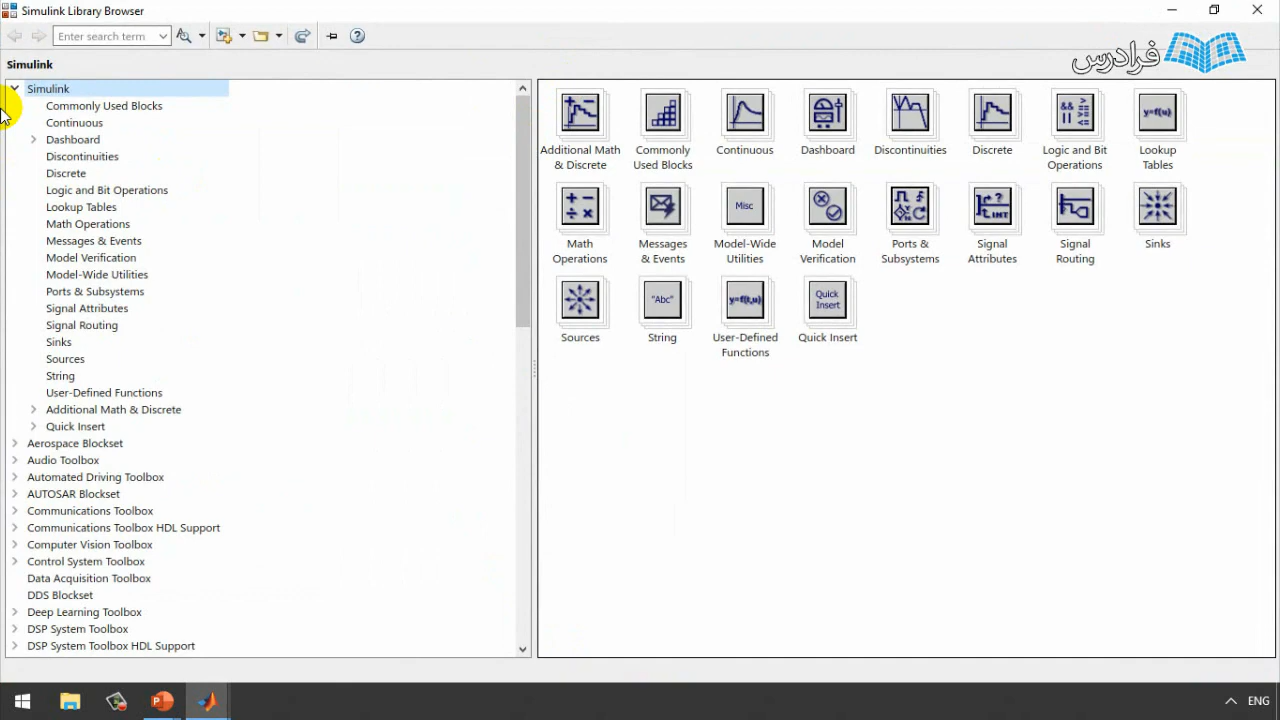 Simulink Library Browser
Enter search term
فرادرس
Simulink
Simulink
Commonly Used Blocks
Continuous
Dashboard
Discontinuities
Discrete
Logic and Bit Operations
Lookup Tables
Math Operations
Messages & Events
Model Verification
Model-Wide Utilities
Ports & Subsystems
Signal Attributes
Signal Routing
Sinks
Sources
String
User-Defined Functions
Additional Math & Discrete
Quick Insert
Aerospace Blockset
Audio Toolbox
Automated Driving Toolbox
AUTOSAR Blockset
Communications Toolbox
Communications Toolbox HDL Support
Computer Vision Toolbox
Control System Toolbox
Data Acquisition Toolbox
DDS Blockset
Deep Learning Toolbox
DSP System Toolbox
DSP System Toolbox HDL Support
Additional Math
& Discrete
Commonly
Used Blocks
Continuous
Dashboard
Discontinuities
Discrete
Logic and Bit
Operations
y=f(u)
Lookup
Tables
Math
Operations
Messages
& Events
Misc
Model-Wide
Utilities
Model
Verification
Ports &
Subsystems
INT
Signal
Attributes
Signal
Routing
Sinks
Sources
"Abc"
String
y=f(t,u)
User-Defined
Functions
Quick
Insert
Quick Insert
ENG